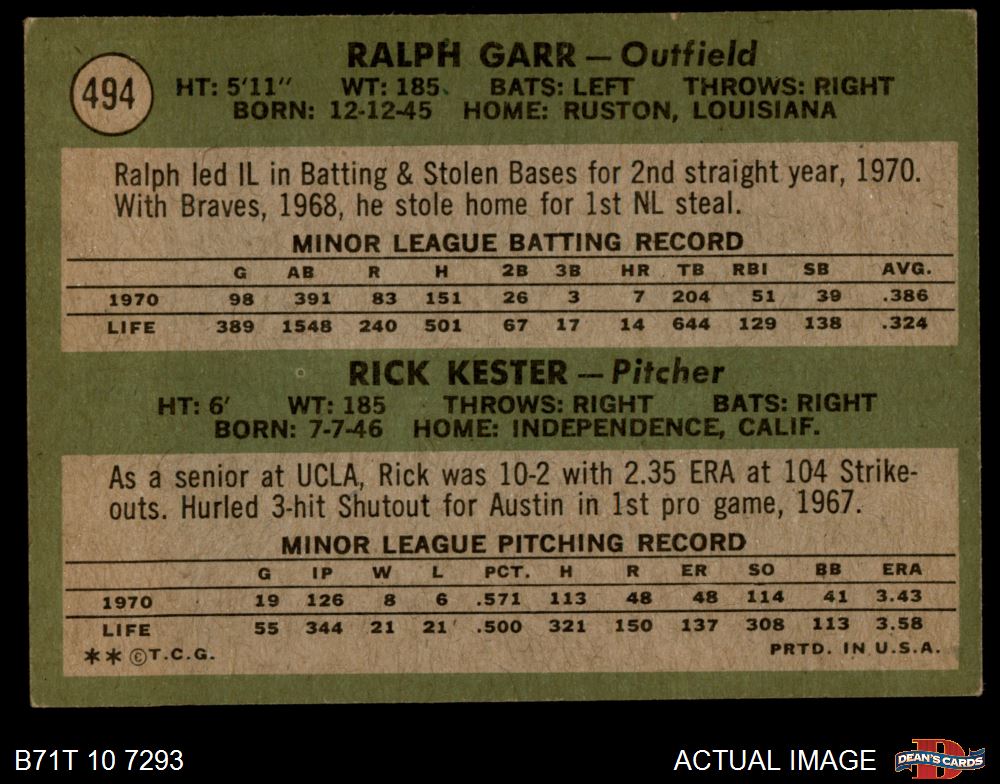 494
RALPH GARR — Outfield
HT: 5'11" WT: 185 BATS: LEFT THROWS: RIGHT
BORN: 12-12-45 HOME: RUSTON, LOUISIANA
Ralph led IL in Batting & Stolen Bases for 2nd straight year, 1970.
With Braves, 1968, he stole home for 1st NL steal.
MINOR LEAGUE BATTING RECORD
G AB R H 2B 3B HR TB RBI SB AVG.
1970 98 391 83 151 26 3 7 204 51 39 .386
LIFE 389 1548 240 501 67 17 14 644 129 138 .324
RICK KESTER — Pitcher
HT: 6' WT: 185 THROWS: RIGHT BATS: RIGHT
BORN: 7-7-46 HOME: INDEPENDENCE, CALIF.
As a senior at UCLA, Rick was 10-2 with 2.35 ERA at 104 Strike-
outs. Hurled 3-hit Shutout for Austin in 1st pro game, 1967.
MINOR LEAGUE PITCHING RECORD
G IP W L PCT. H R ER SO BB ERA
1970 19 126 8 6 .571 113 48 48 114 41 3.43
LIFE 55 344 21 21 .500 321 150 137 308 113 3.58
** ©T.C.G. PRTD. IN U.S.A.
B71T 10 7293 ACTUAL IMAGE D DEAN'S CARDS